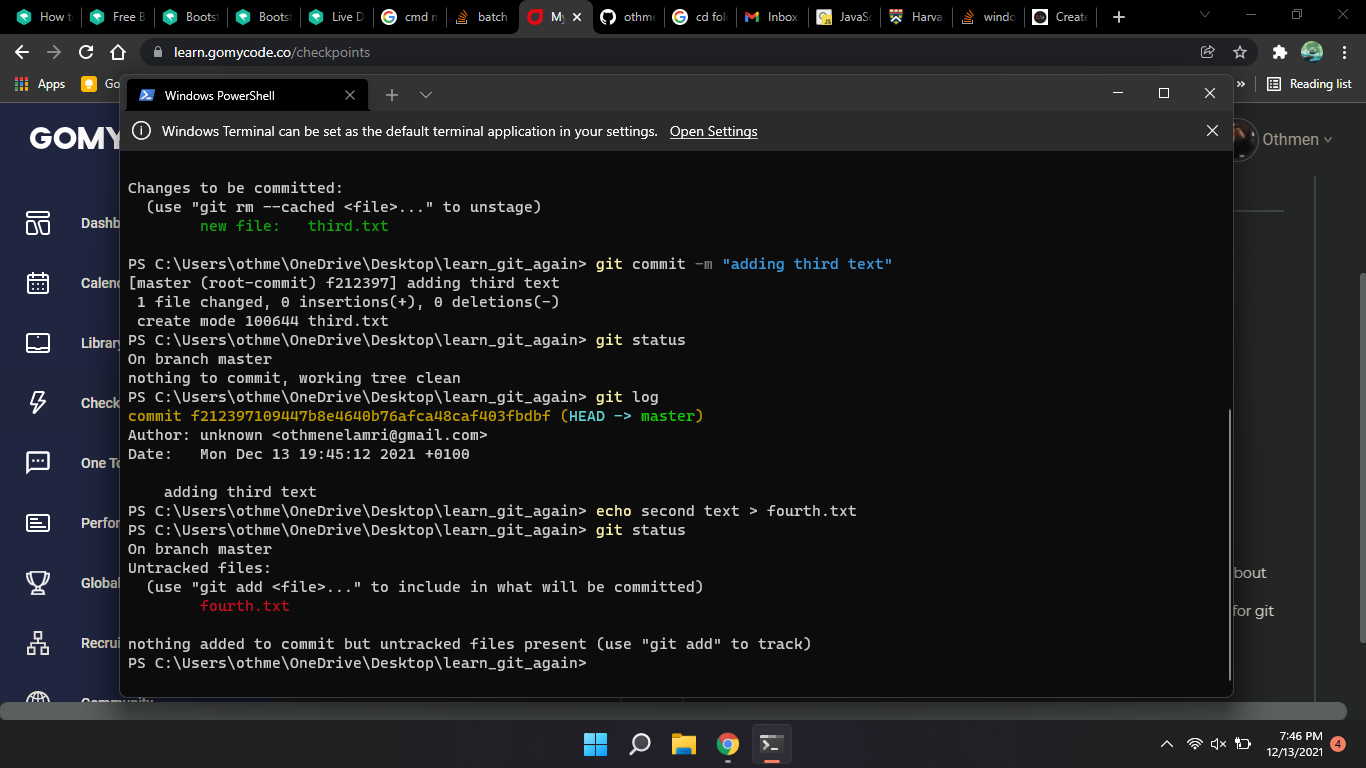 How to
Free B
Bootst
Bootst
Live D
cmd n
batch
My
othme
cd fol
Inbox
JavaSc
Harva
windo
Create
learn.gomycode.co/checkpoints
Apps
Go
»
Reading list
Windows PowerShell
Windows Terminal can be set as the default terminal application in your settings. Open Settings
GOMY
Othmen
Dashb
Calend
Library
Check
One To
Perfor
Global
Recrui
Community
Changes to be committed:
(use "git rm --cached <file>..." to unstage)
new file: third.txt
PS C:\Users\othme\OneDrive\Desktop\learn_git_again> git commit -m "adding third text"
[master (root-commit) f212397] adding third text
1 file changed, 0 insertions(+), 0 deletions(-)
create mode 100644 third.txt
PS C:\Users\othme\OneDrive\Desktop\learn_git_again> git status
On branch master
nothing to commit, working tree clean
PS C:\Users\othme\OneDrive\Desktop\learn_git_again> git log
commit f212397109447b8e4640b76afca48caf403fbdbf (HEAD -> master)
Author: unknown <othmenelamri@gmail.com>
Date: Mon Dec 13 19:45:12 2021 +0100
adding third text
PS C:\Users\othme\OneDrive\Desktop\learn_git_again> echo second text > fourth.txt
PS C:\Users\othme\OneDrive\Desktop\learn_git_again> git status
On branch master
Untracked files:
(use "git add <file>..." to include in what will be committed)
fourth.txt
nothing added to commit but untracked files present (use "git add" to track)
PS C:\Users\othme\OneDrive\Desktop\learn_git_again>
bout
for git
7:46 PM
12/13/2021
4